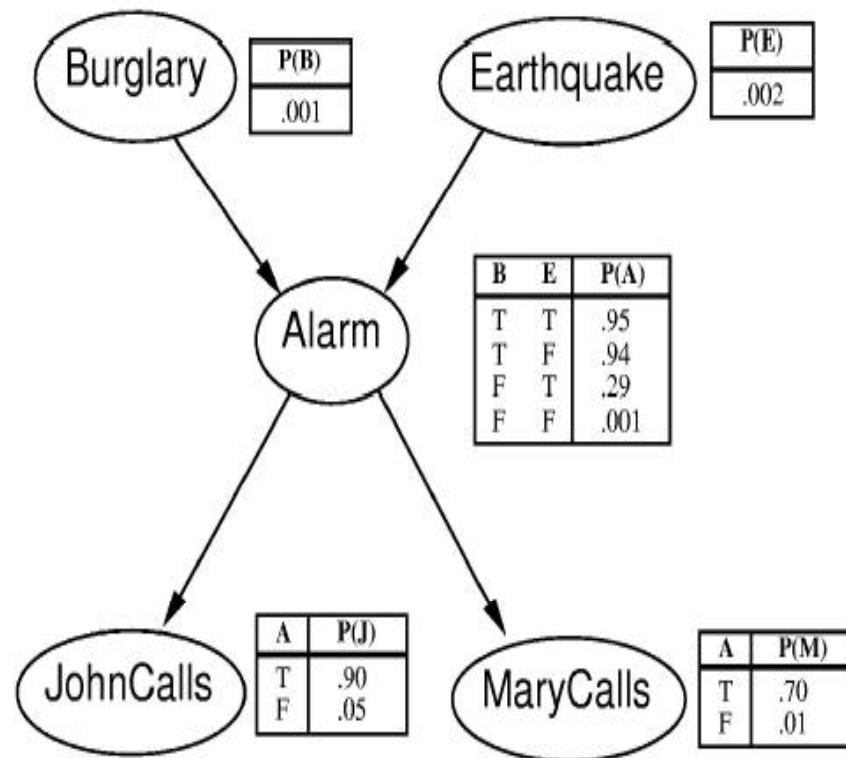 Burglary
P(B)
.001
Earthquake
P(E)
.002
Alarm
B E P(A)
T T .95
T F .94
F T .29
F F .001
JohnCalls
A P(J)
T .90
F .05
MaryCalls
A P(M)
T .70
F .01